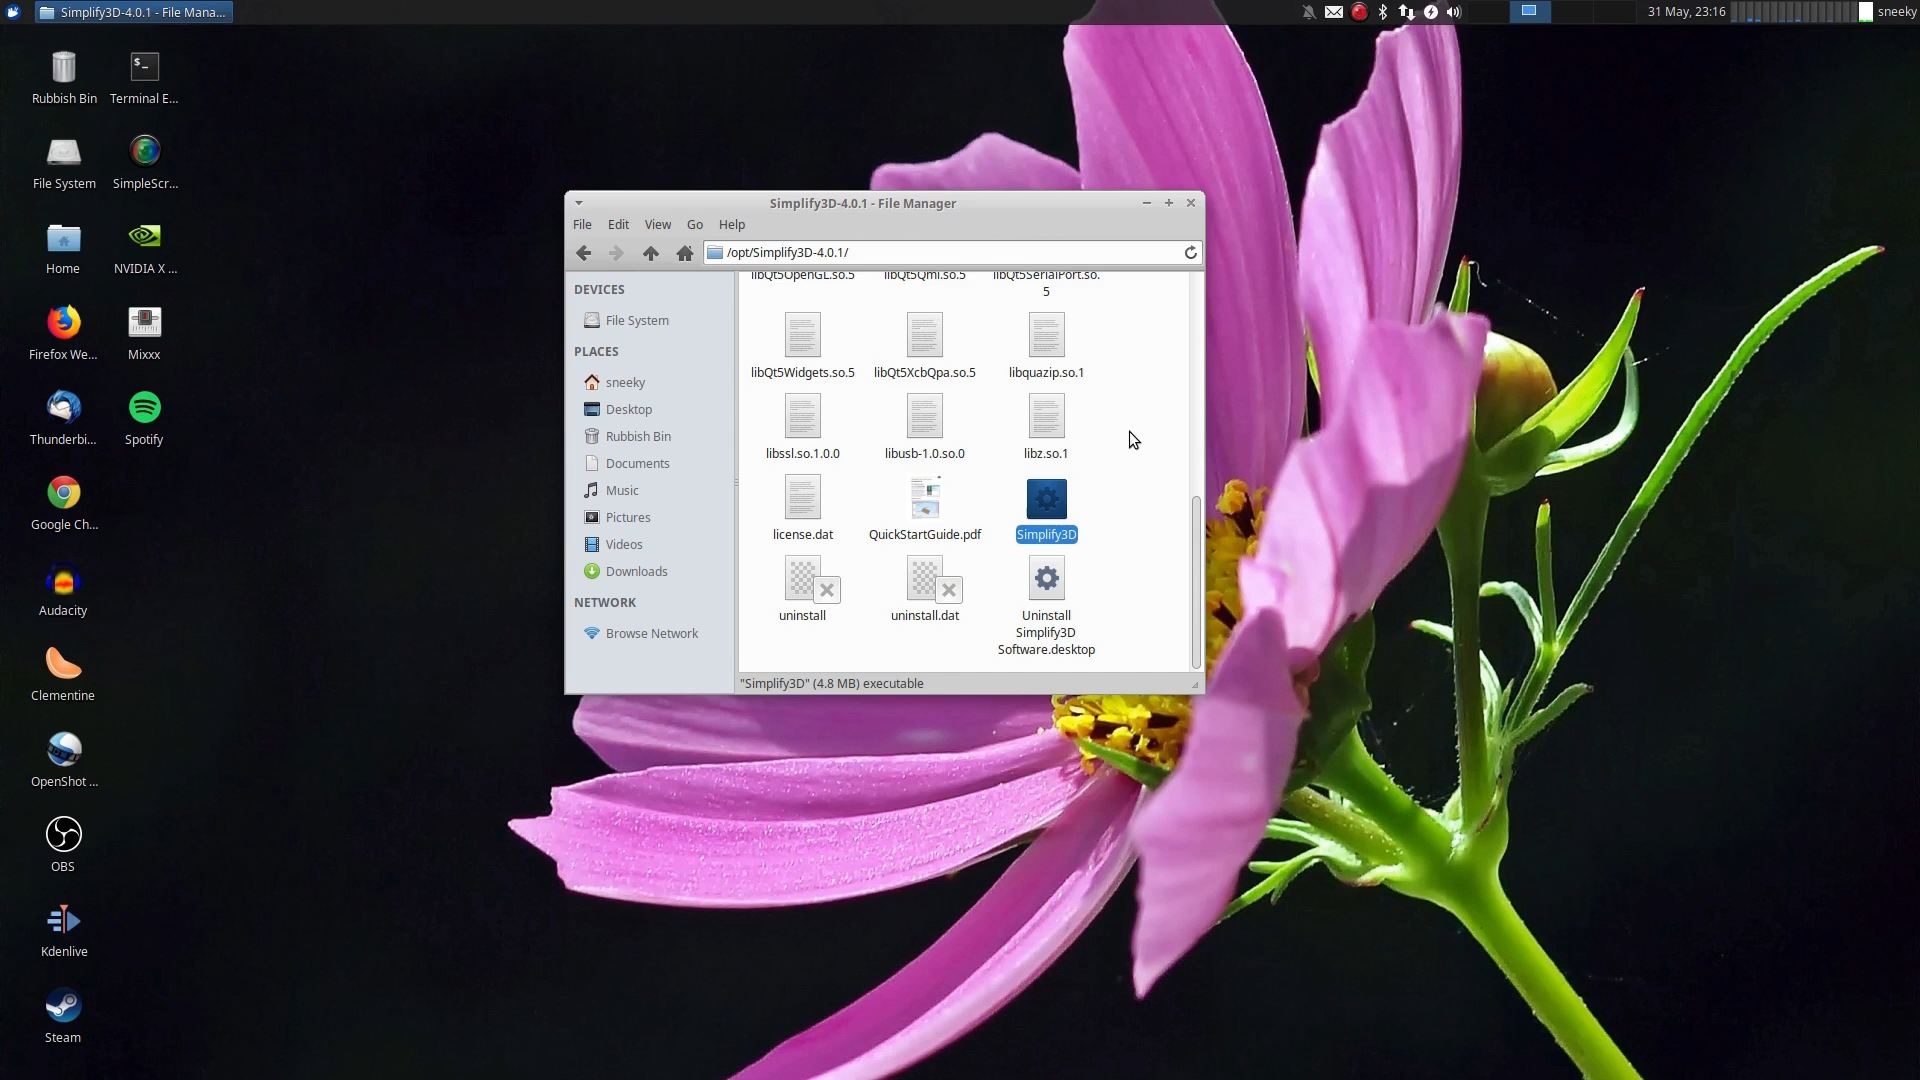 Simplify3D-4.0.1 - File Mana...
31 May, 23:16
sneeky
Rubbish Bin
Terminal E...
File System
SimpleScr...
Home
NVIDIA X ...
Firefox We...
Mixxx
Thunderbi...
Spotify
Google Ch...
Audacity
Clementine
OpenShot ...
OBS
Kdenlive
Steam
Simplify3D-4.0.1 - File Manager
File Edit View Go Help
/opt/Simplify3D-4.0.1/
DEVICES
File System
PLACES
sneeky
Desktop
Rubbish Bin
Documents
Music
Pictures
Videos
Downloads
NETWORK
Browse Network
libQt5OpenGL.so.5
libQt5Qml.so.5
libQt5SerialPort.so.
5
libQt5Widgets.so.5
libQt5XcbQpa.so.5
libquazip.so.1
libssl.so.1.0.0
libusb-1.0.so.0
libz.so.1
license.dat
QuickStartGuide.pdf
Simplify3D
uninstall
uninstall.dat
Uninstall
Simplify3D
Software.desktop
"Simplify3D" (4.8 MB) executable